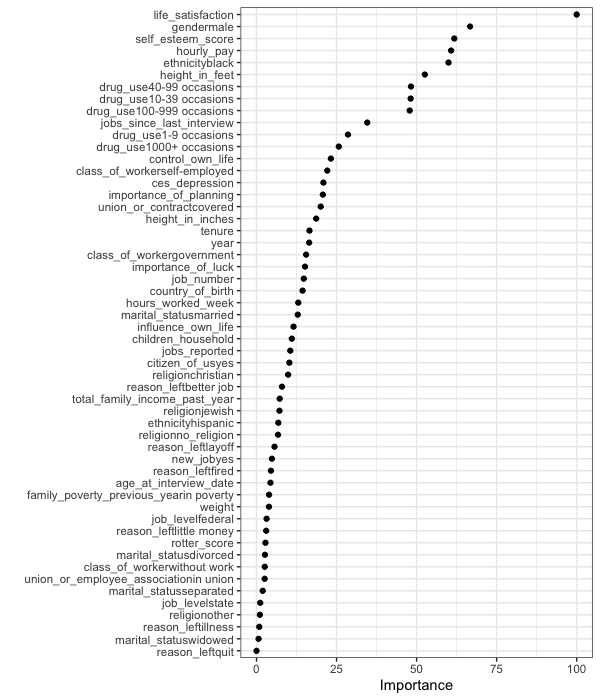 life_satisfaction
gendermale
self_esteem_score
hourly_pay
ethnicityblack
height_in_feet
drug_use40-99 occasions
drug_use10-39 occasions
drug_use100-999 occasions
jobs_since_last_interview
drug_use1-9 occasions
drug_use1000+ occasions
control_own_life
class_of_workerself-employed
ces_depression
importance_of_planning
union_or_contractcovered
height_in_inches
tenure
year
class_of_workergovernment
importance_of_luck
job_number
country_of_birth
hours_worked_week
marital_statusmarried
influence_own_life
children_household
jobs_reported
citizen_of_usyes
religionchristian
reason_leftbetter job
total_family_income_past_year
religionjewish
ethnicityhispanic
religionno_religion
reason_leftlayoff
new_jobyes
reason_leftfired
age_at_interview_date
family_poverty_previous_yearin poverty
weight
job_levelfederal
reason_leftlittle money
rotter_score
marital_statusdivorced
class_of_workerwithout work
union_or_employee_associationin union
marital_statusseparated
job_levelstate
religionother
reason_leftillness
marital_statuswidowed
reason_leftquit
0 25 50 75 100
Importance